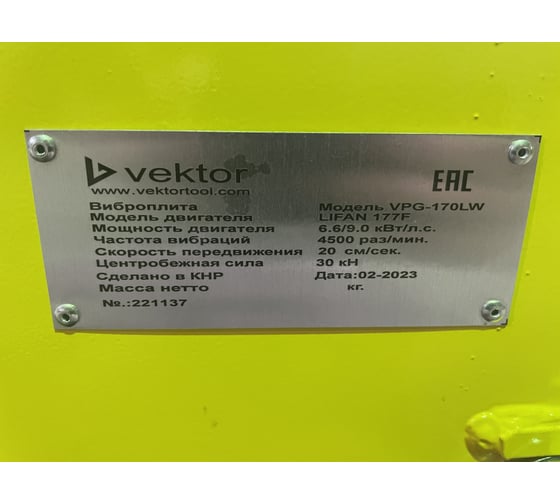 vektor
EAC
www.vektortool.com
Виброплита Модель VPG-170LW
Модель двигателя LIFAN 177F
Мощность двигателя 6.6/9.0 кВт/л.с.
Частота вибраций 4500 раз/мин.
Скорость передвижения 20 см/сек.
Центробежная сила 30 кН
Сделано в КНР Дата:02-2023
Масса нетто кг.
№.:221137